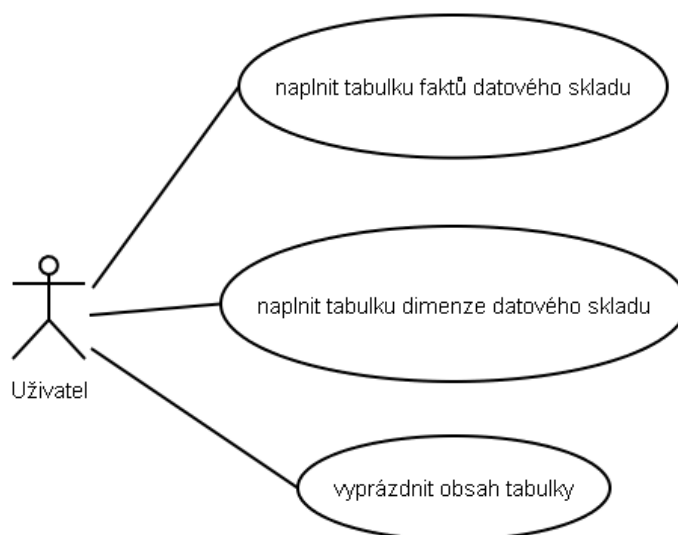 naplnit tabulku faktů datového skladu
naplnit tabulku dimenze datového skladu
Uživatel
vyprázdnit obsah tabulky